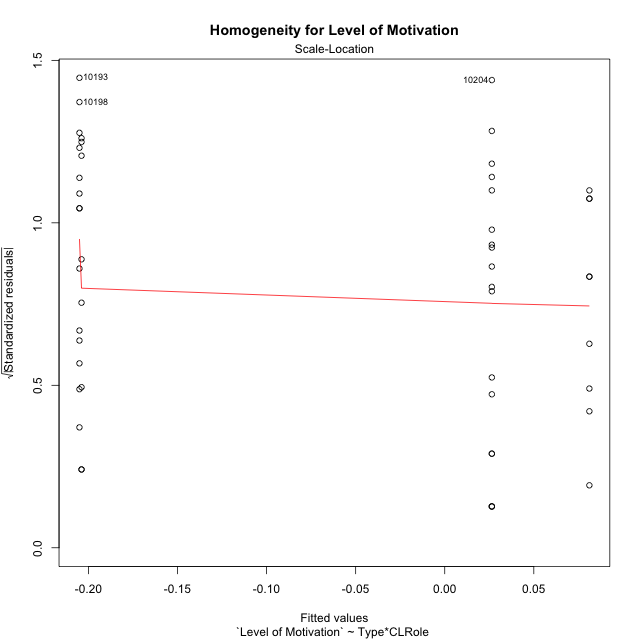 Homogeneity for Level of Motivation
Scale-Location
1.5
1.0
0.5
0.0
√|Standardized residuals|
10193
10198
10204
-0.20
-0.15
-0.10
-0.05
0.00
0.05
Fitted values
`Level of Motivation` ~ Type*CLRole